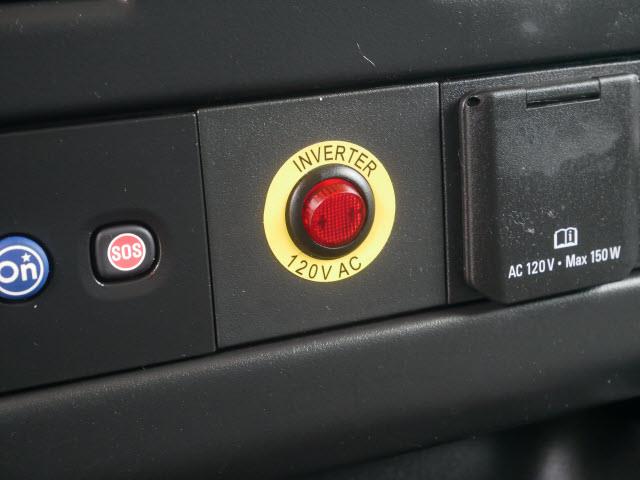 On
SOS
INVERTER
120V AC
AC 120V • Max 150W